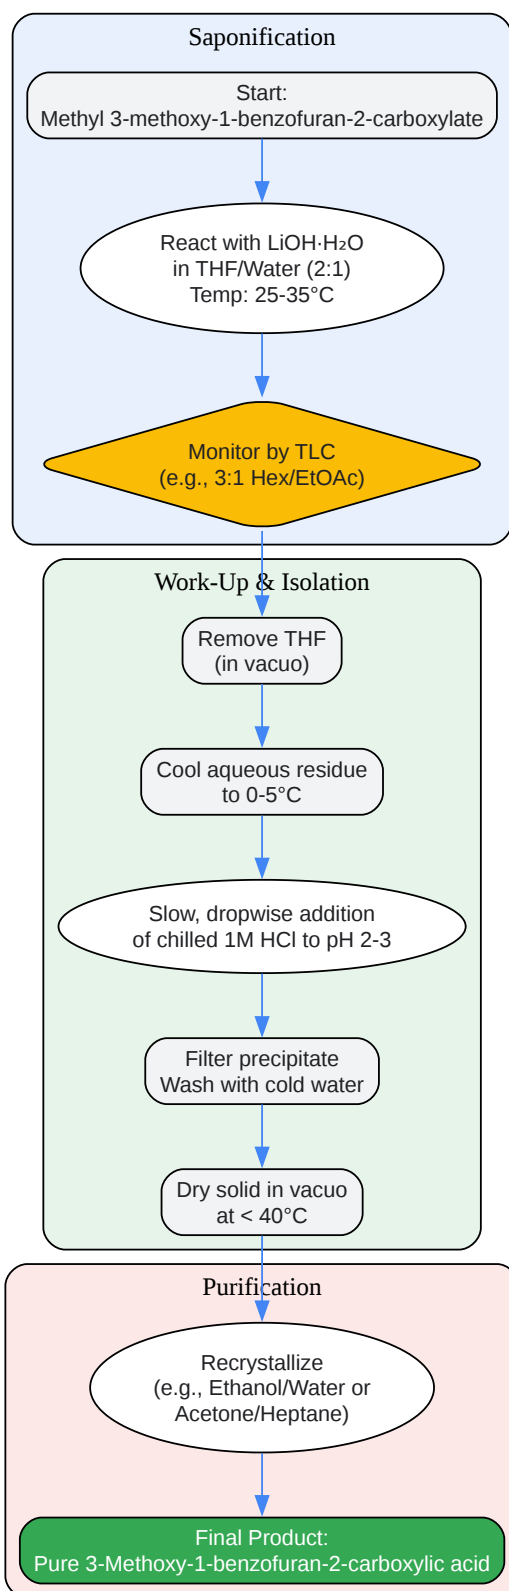 Saponification
Start:
Methyl 3-methoxy-1-benzofuran-2-carboxylate
React with LiOH·H₂O
in THF/Water (2:1)
Temp: 25-35°C
Monitor by TLC
(e.g., 3:1 Hex/EtOAc)
Work-Up & Isolation
Remove THF
(in vacuo)
Cool aqueous residue
to 0-5°C
Slow, dropwise addition
of chilled 1M HCl to pH 2-3
Filter precipitate
Wash with cold water
Dry solid in vacuo
at < 40°C
Purification
Recrystallize
(e.g., Ethanol/Water or
Acetone/Heptane)
Final Product:
Pure 3-Methoxy-1-benzofuran-2-carboxylic acid